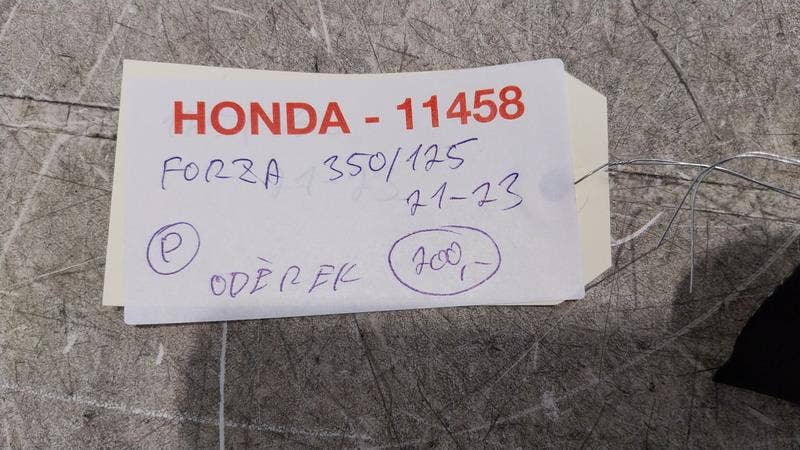 HONDA - 11458
FORZA 350/125
21-23
P
ODĚREK 200,-